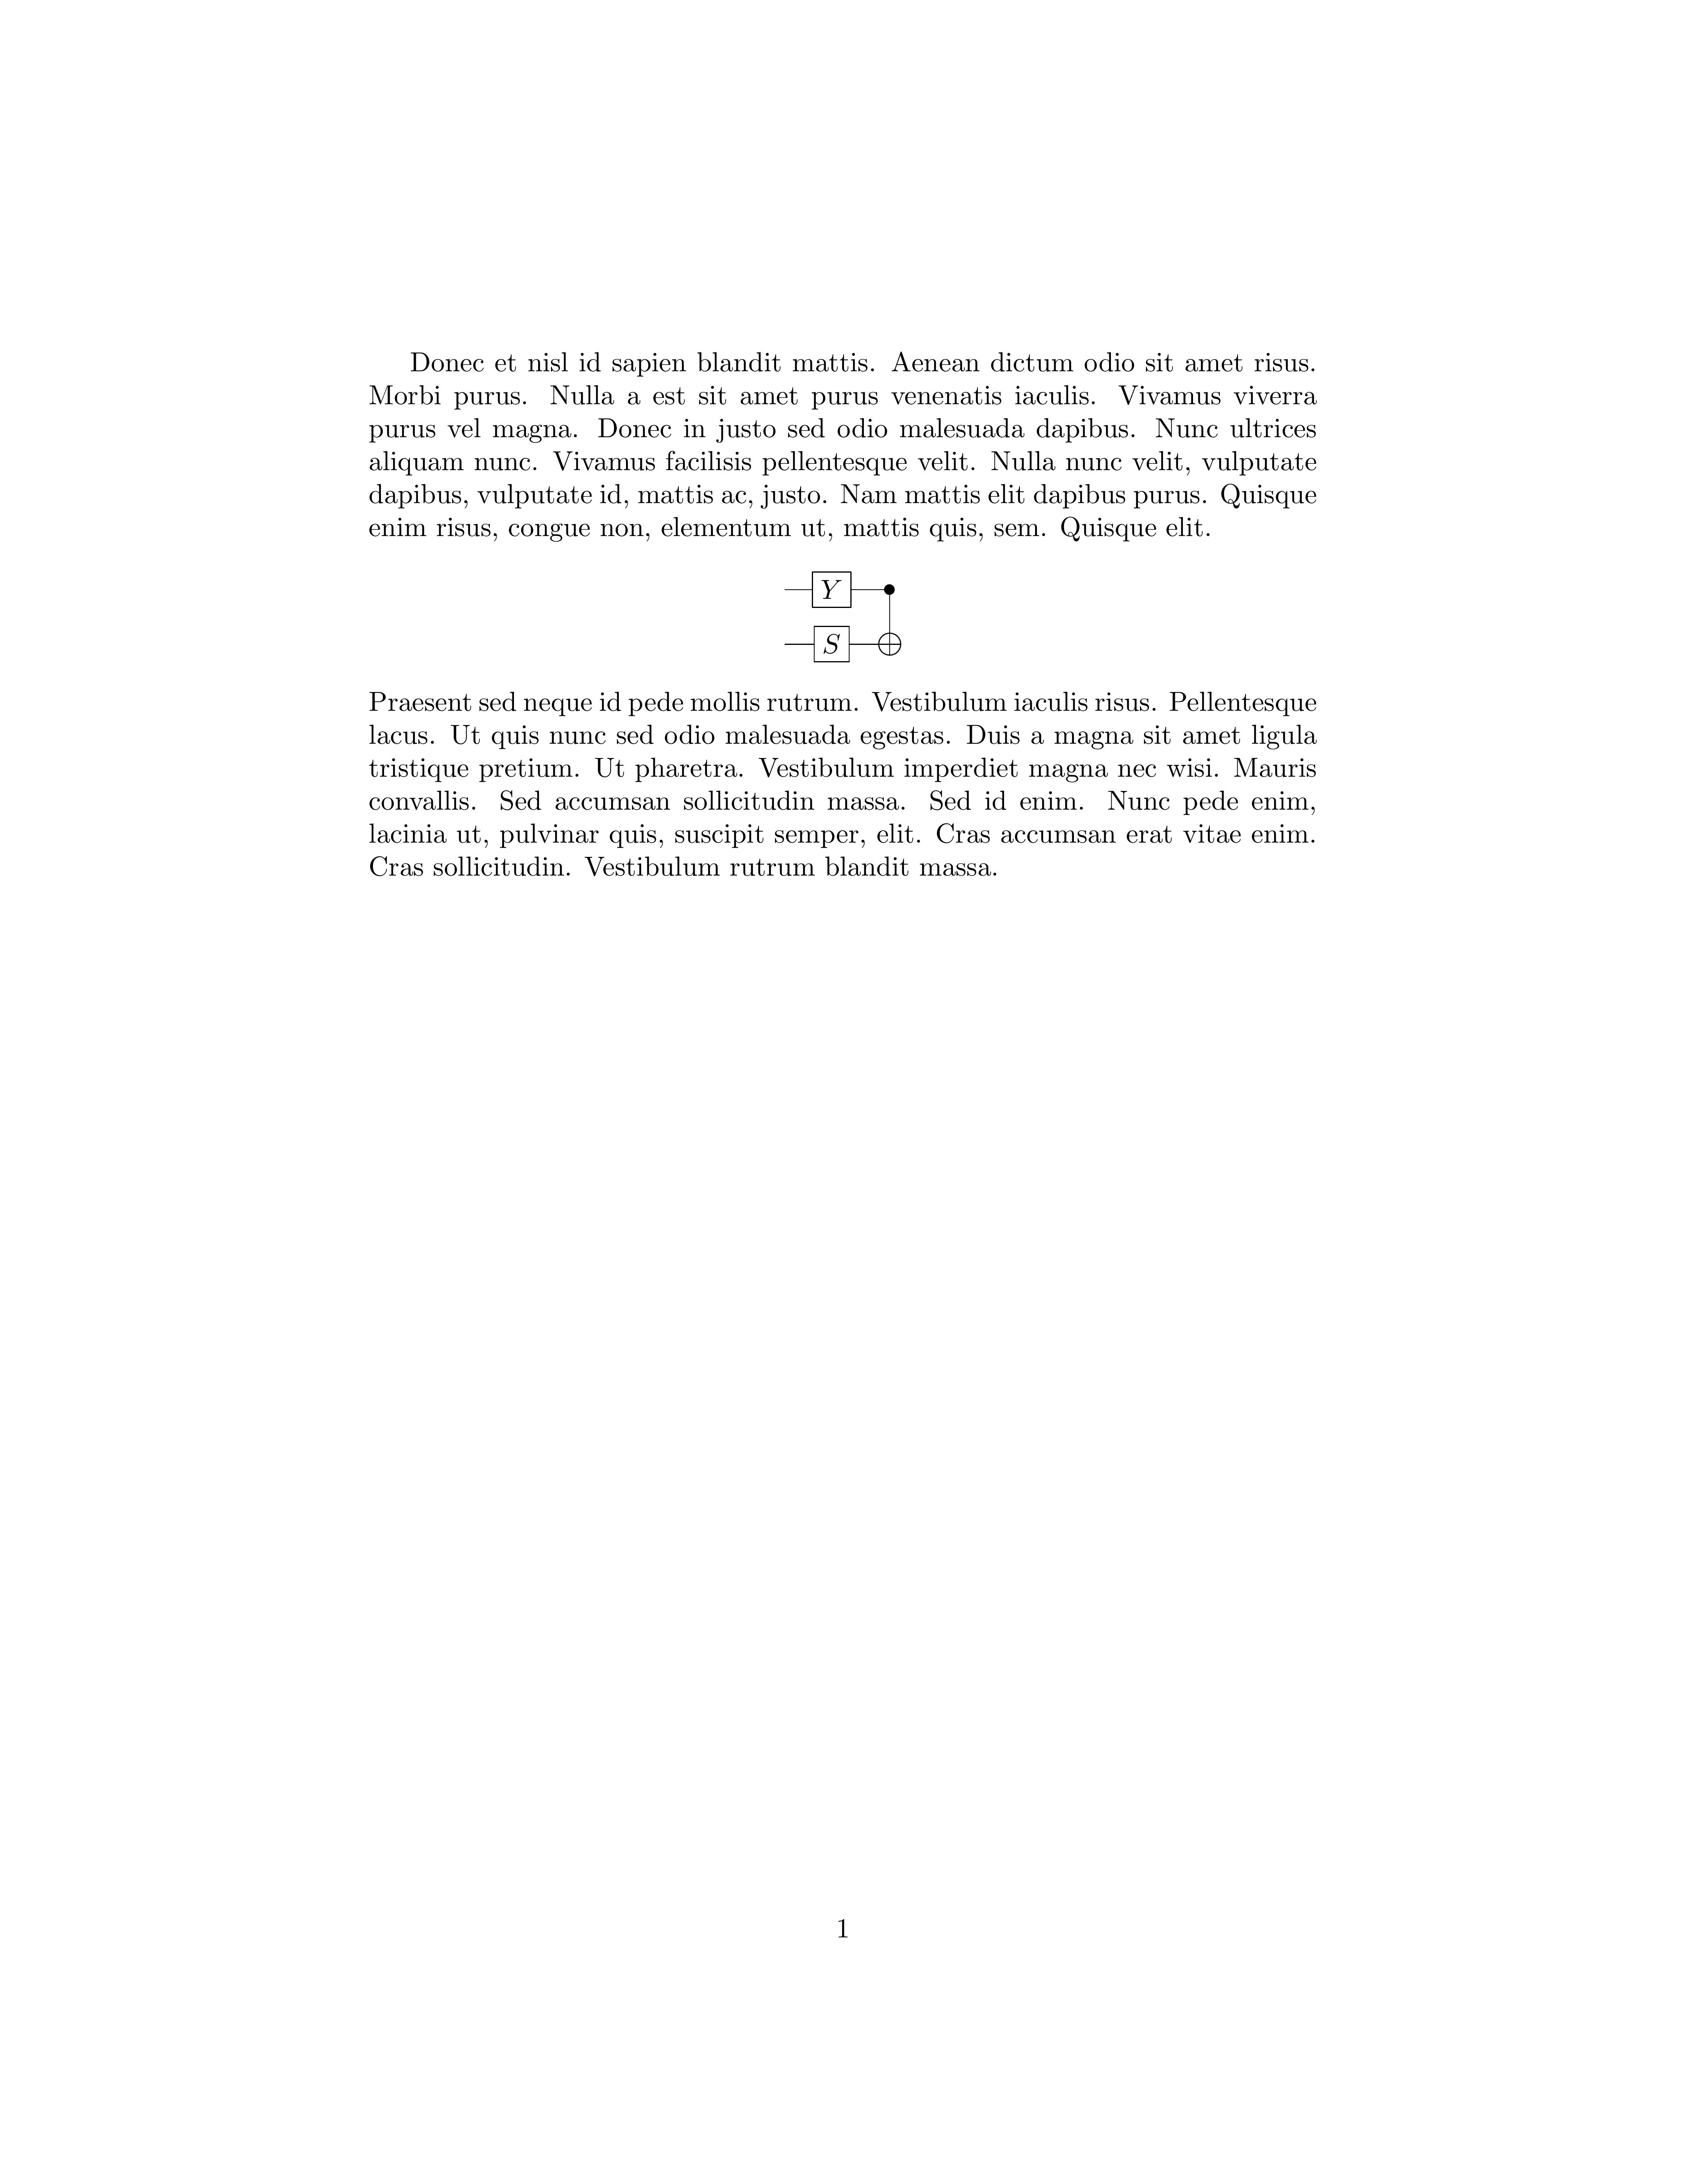 Donec et nisl id sapien blandit mattis. Aenean dictum odio sit amet risus.
Morbi purus. Nulla a est sit amet purus venenatis iaculis. Vivamus viverra
purus vel magna. Donec in justo sed odio malesuada dapibus. Nunc ultrices
aliquam nunc. Vivamus facilisis pellentesque velit. Nulla nunc velit, vulputate
dapibus, vulputate id, mattis ac, justo. Nam mattis elit dapibus purus. Quisque
enim risus, congue non, elementum ut, mattis quis, sem. Quisque elit.
Y
S
Praesent sed neque id pede mollis rutrum. Vestibulum iaculis risus. Pellentesque
lacus. Ut quis nunc sed odio malesuada egestas. Duis a magna sit amet ligula
tristique pretium. Ut pharetra. Vestibulum imperdiet magna nec wisi. Mauris
convallis. Sed accumsan sollicitudin massa. Sed id enim. Nunc pede enim,
lacinia ut, pulvinar quis, suscipit semper, elit. Cras accumsan erat vitae enim.
Cras sollicitudin. Vestibulum rutrum blandit massa.
1